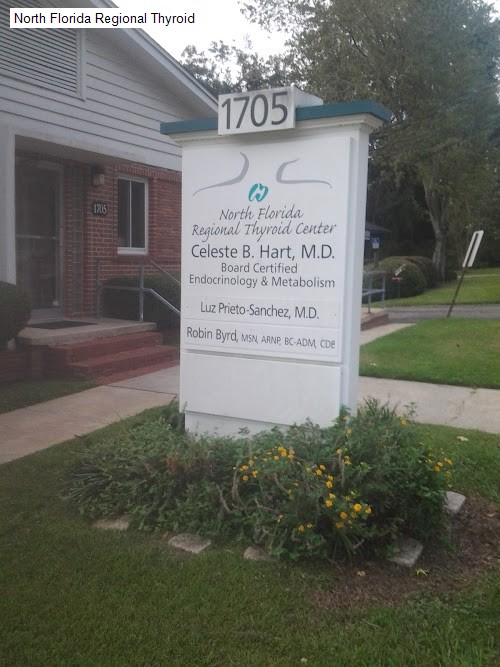 North Florida Regional Thyroid
1705
1705
North Florida
Regional Thyroid Center
Celeste B. Hart, M.D.
Board Certified
Endocrinology & Metabolism
Luz Prieto-Sanchez, M.D.
Robin Byrd, MSN, ARNP, BC-ADM, CDE